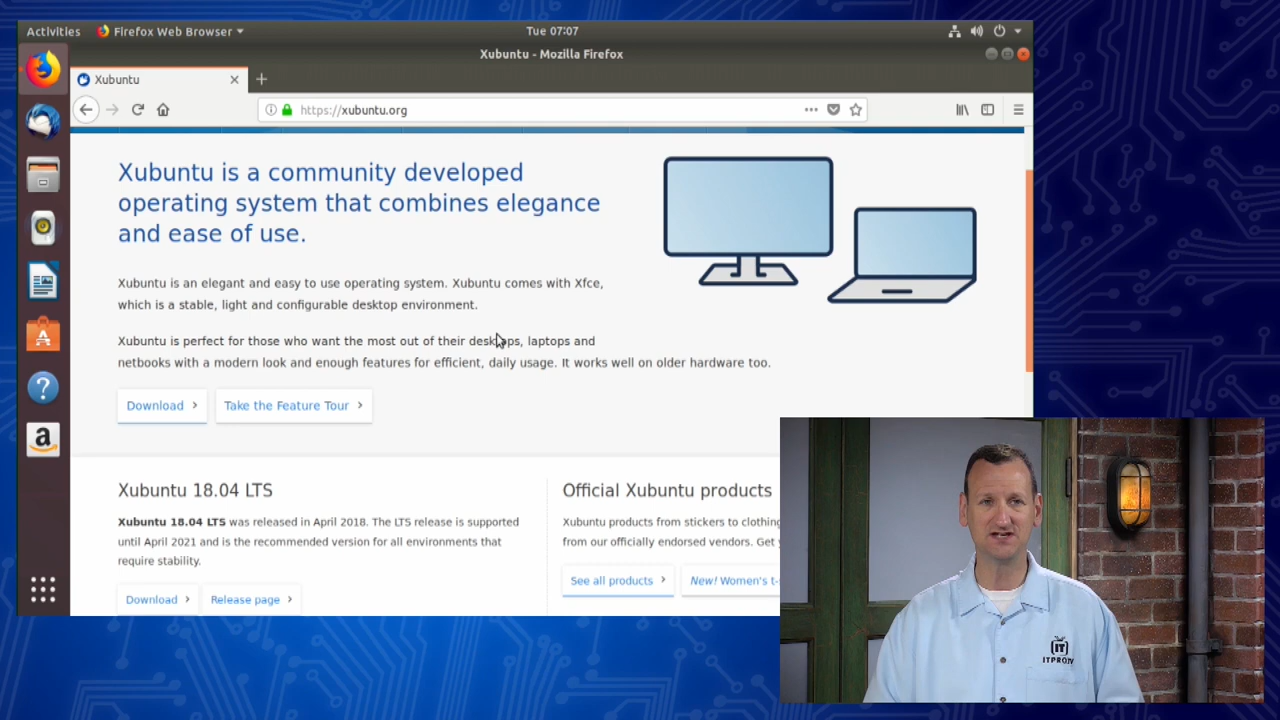 Activities Firefox Web Browser Tue 07:07
Xubuntu - Mozilla Firefox
Xubuntu
https://xubuntu.org
Xubuntu is a community developed
operating system that combines elegance
and ease of use.
Xubuntu is an elegant and easy to use operating system. Xubuntu comes with Xfce,
which is a stable, light and configurable desktop environment.
Xubuntu is perfect for those who want the most out of their desktops, laptops and
netbooks with a modern look and enough features for efficient, daily usage. It works well on older hardware too.
Download Take the Feature Tour
Xubuntu 18.04 LTS
Xubuntu 18.04 LTS was released in April 2018. The LTS release is supported
until April 2021 and is the recommended version for all environments that
require stability.
Download Release page
Official Xubuntu products
Xubuntu products from stickers to clothing
from our officially endorsed vendors. Get
See all products New! Women's t-
IT
ITPRO.TV